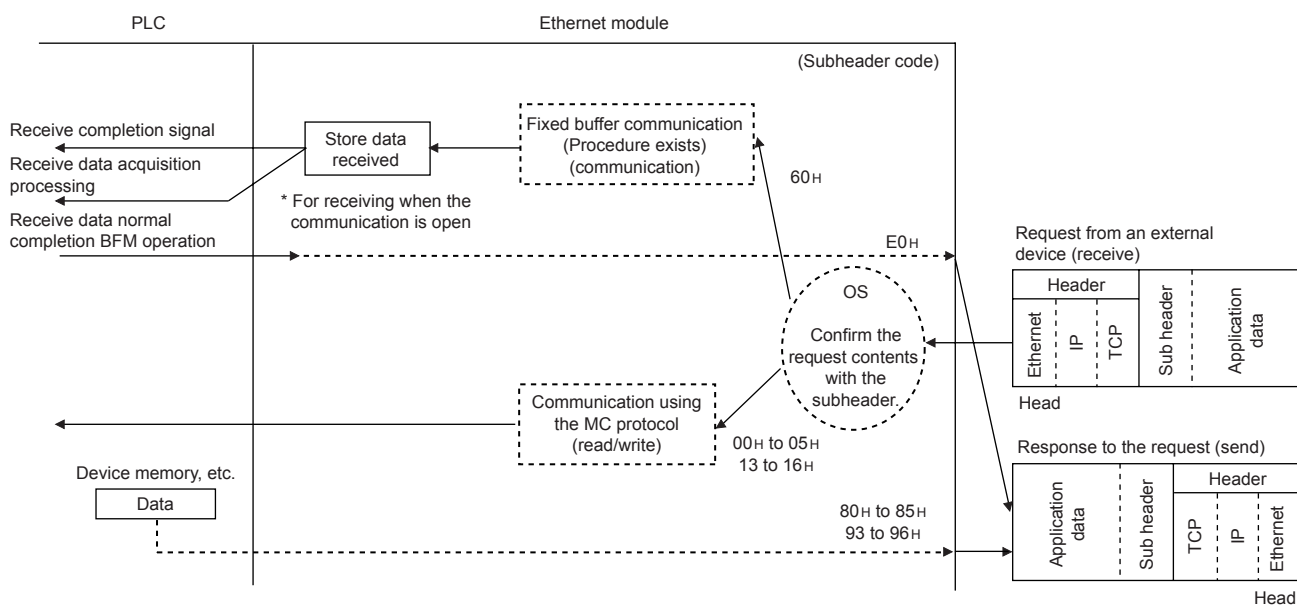 PLC
Ethernet module
(Subheader code)
Receive completion signal
Receive data acquisition
processing
Receive data normal
completion BFM operation
Store data
received
* For receiving when the
communication is open
Fixed buffer communication
(Procedure exists)
(communication)
60H
E0H
OS
Confirm the
request contents
with the
subheader.
Request from an external
device (receive)
Header
Ethernet
IP
TCP
Sub header
Application
data
Head
Communication using
the MC protocol
(read/write)
00H to 05H
13 to 16H
Device memory, etc.
Data
80H to 85H
93 to 96H
Response to the request (send)
Header
Application
data
Sub header
TCP
IP
Ethernet
Head